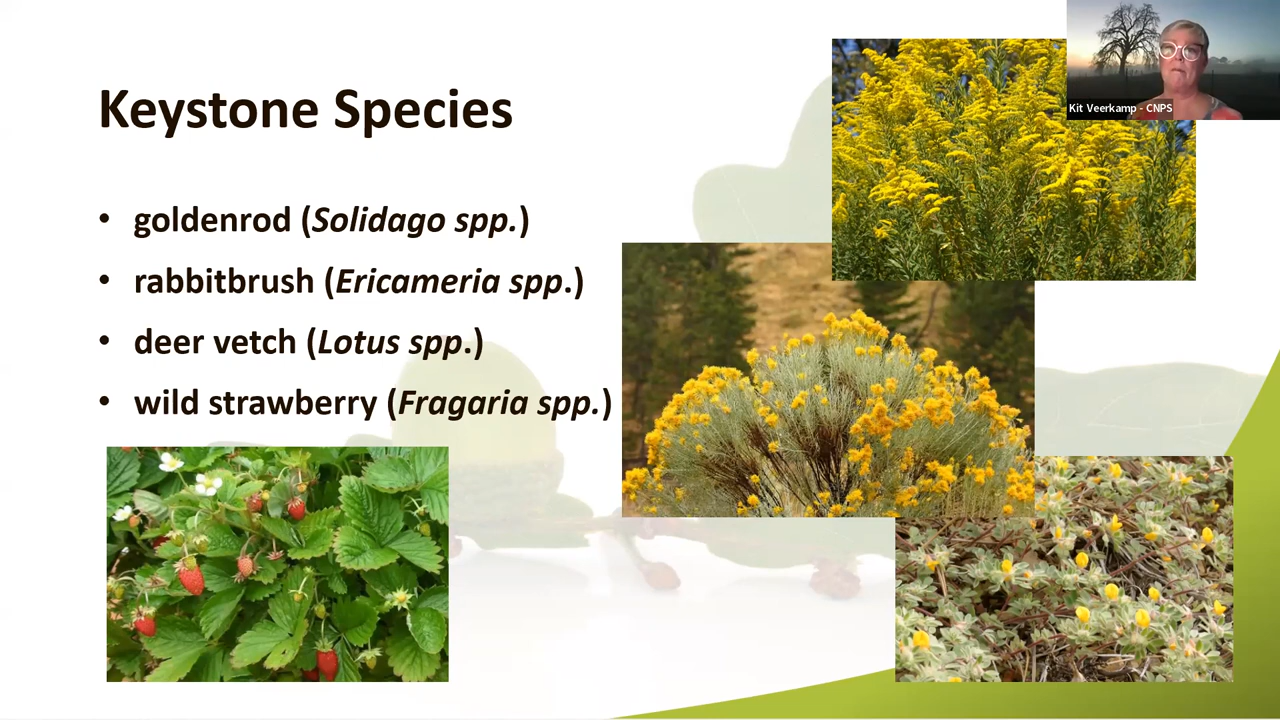 Keystone Species
• goldenrod (Solidago spp.)
• rabbitbrush (Ericameria spp.)
• deer vetch (Lotus spp.)
• wild strawberry (Fragaria spp.)
Kit Veerkamp - CNPS